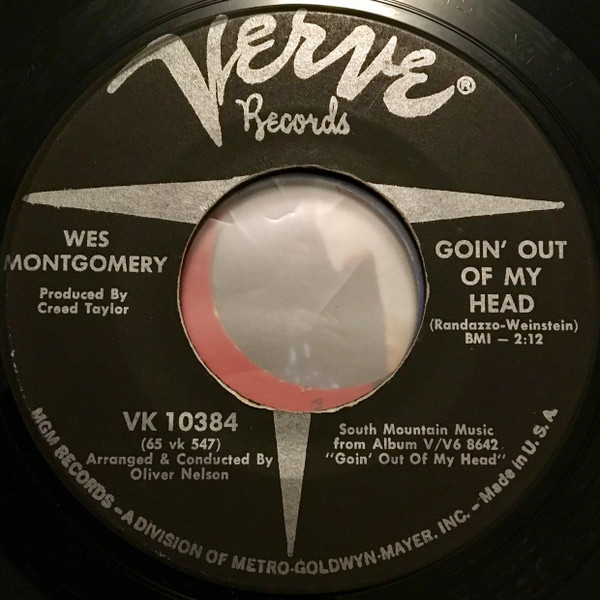 Verve®
Records
WES
MONTGOMERY
Produced By
Creed Taylor
GOIN' OUT
OF MY
HEAD
(Randazzo-Weinstein)
BMI – 2:12
VK 10384
(65 vk 547)
Arranged & Conducted By
Oliver Nelson
South Mountain Music
from Album V/V6 8642
"Goin' Out Of My Head"
MGM RECORDS – A DIVISION OF METRO-GOLDWYN-MAYER, INC. – Made in U.S.A.